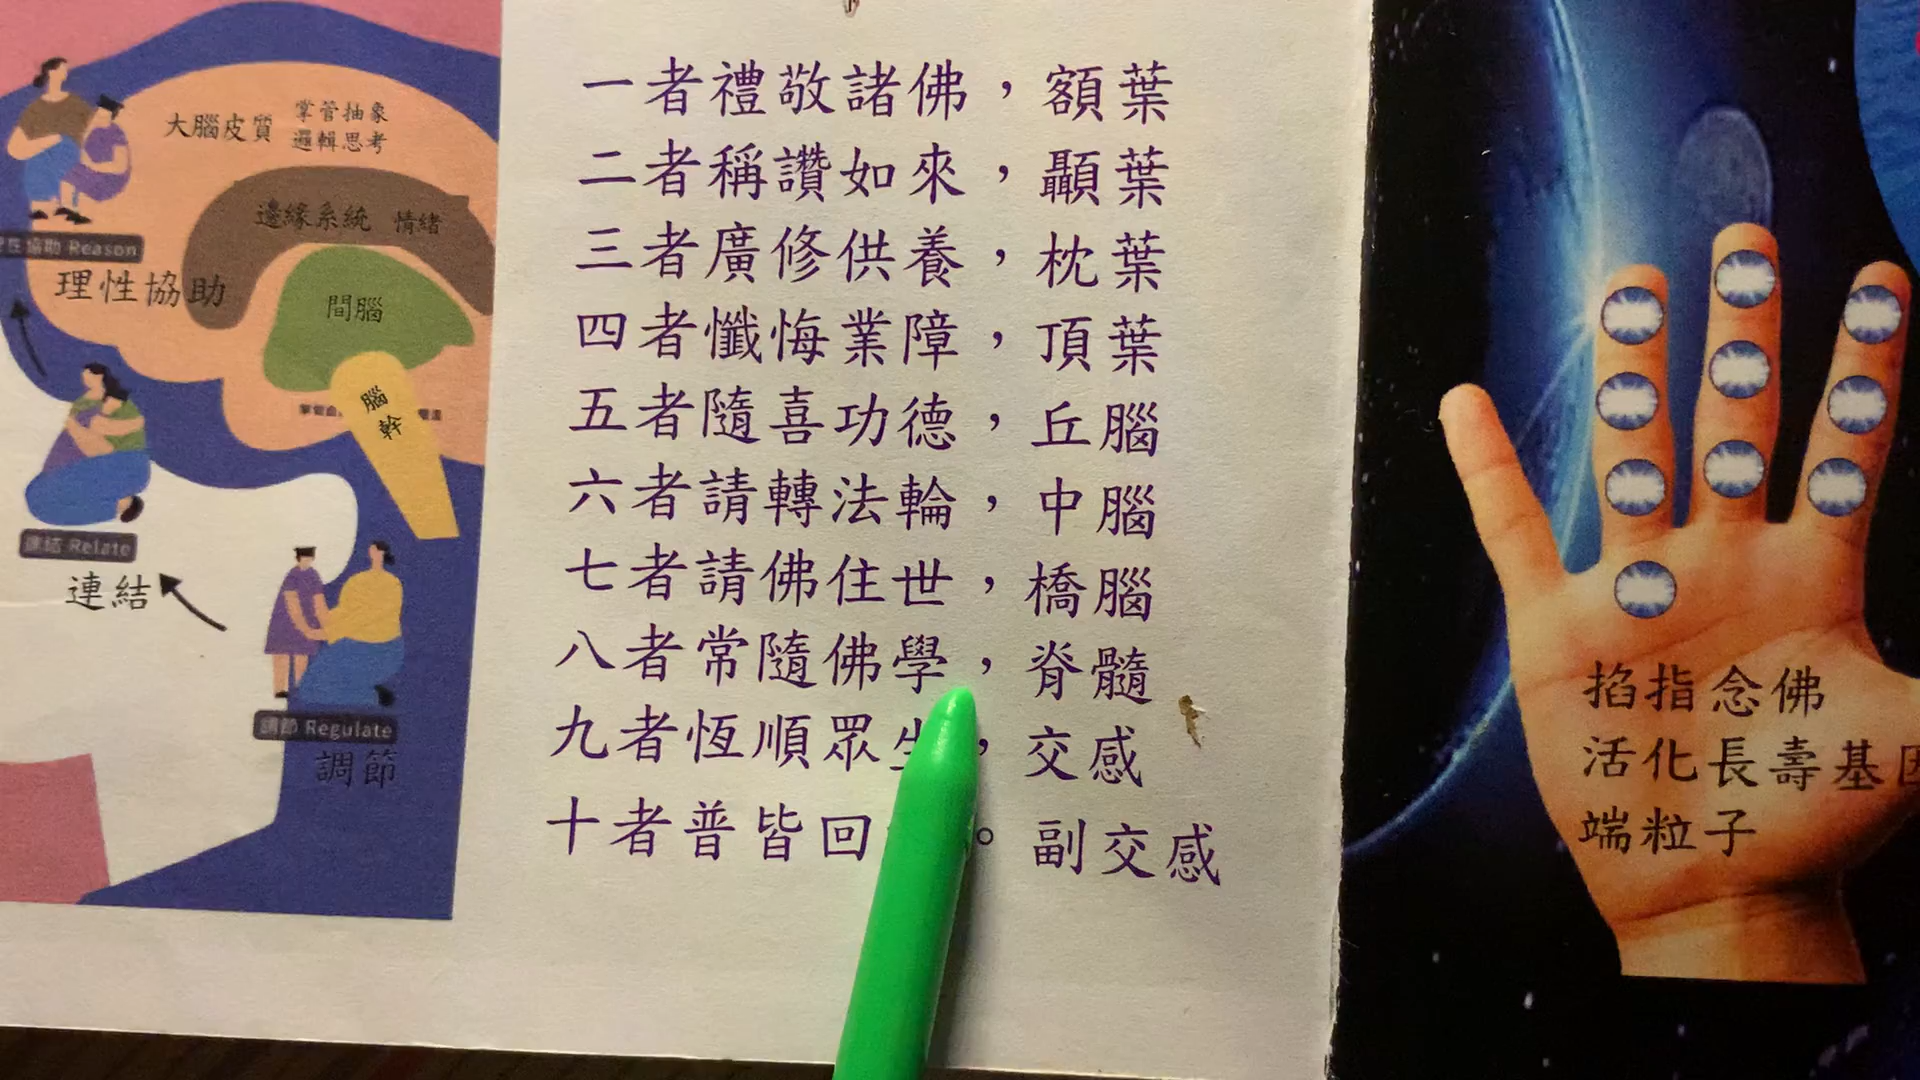 大腦皮質 掌管抽象
邏輯思考
邊緣系統 情緒
間腦
協助 Reason
理性協助
腦幹
連結 Relate
連結
調節 Regulate
調節
一者禮敬諸佛，額葉
二者稱讚如來，顳葉
三者廣修供養，枕葉
四者懺悔業障，頂葉
五者隨喜功德，丘腦
六者請轉法輪，中腦
七者請佛住世，橋腦
八者常隨佛學，脊髓
九者恆順眾生，交感
十者普皆回。副交感
掐指念佛
活化長壽基因
端粒子